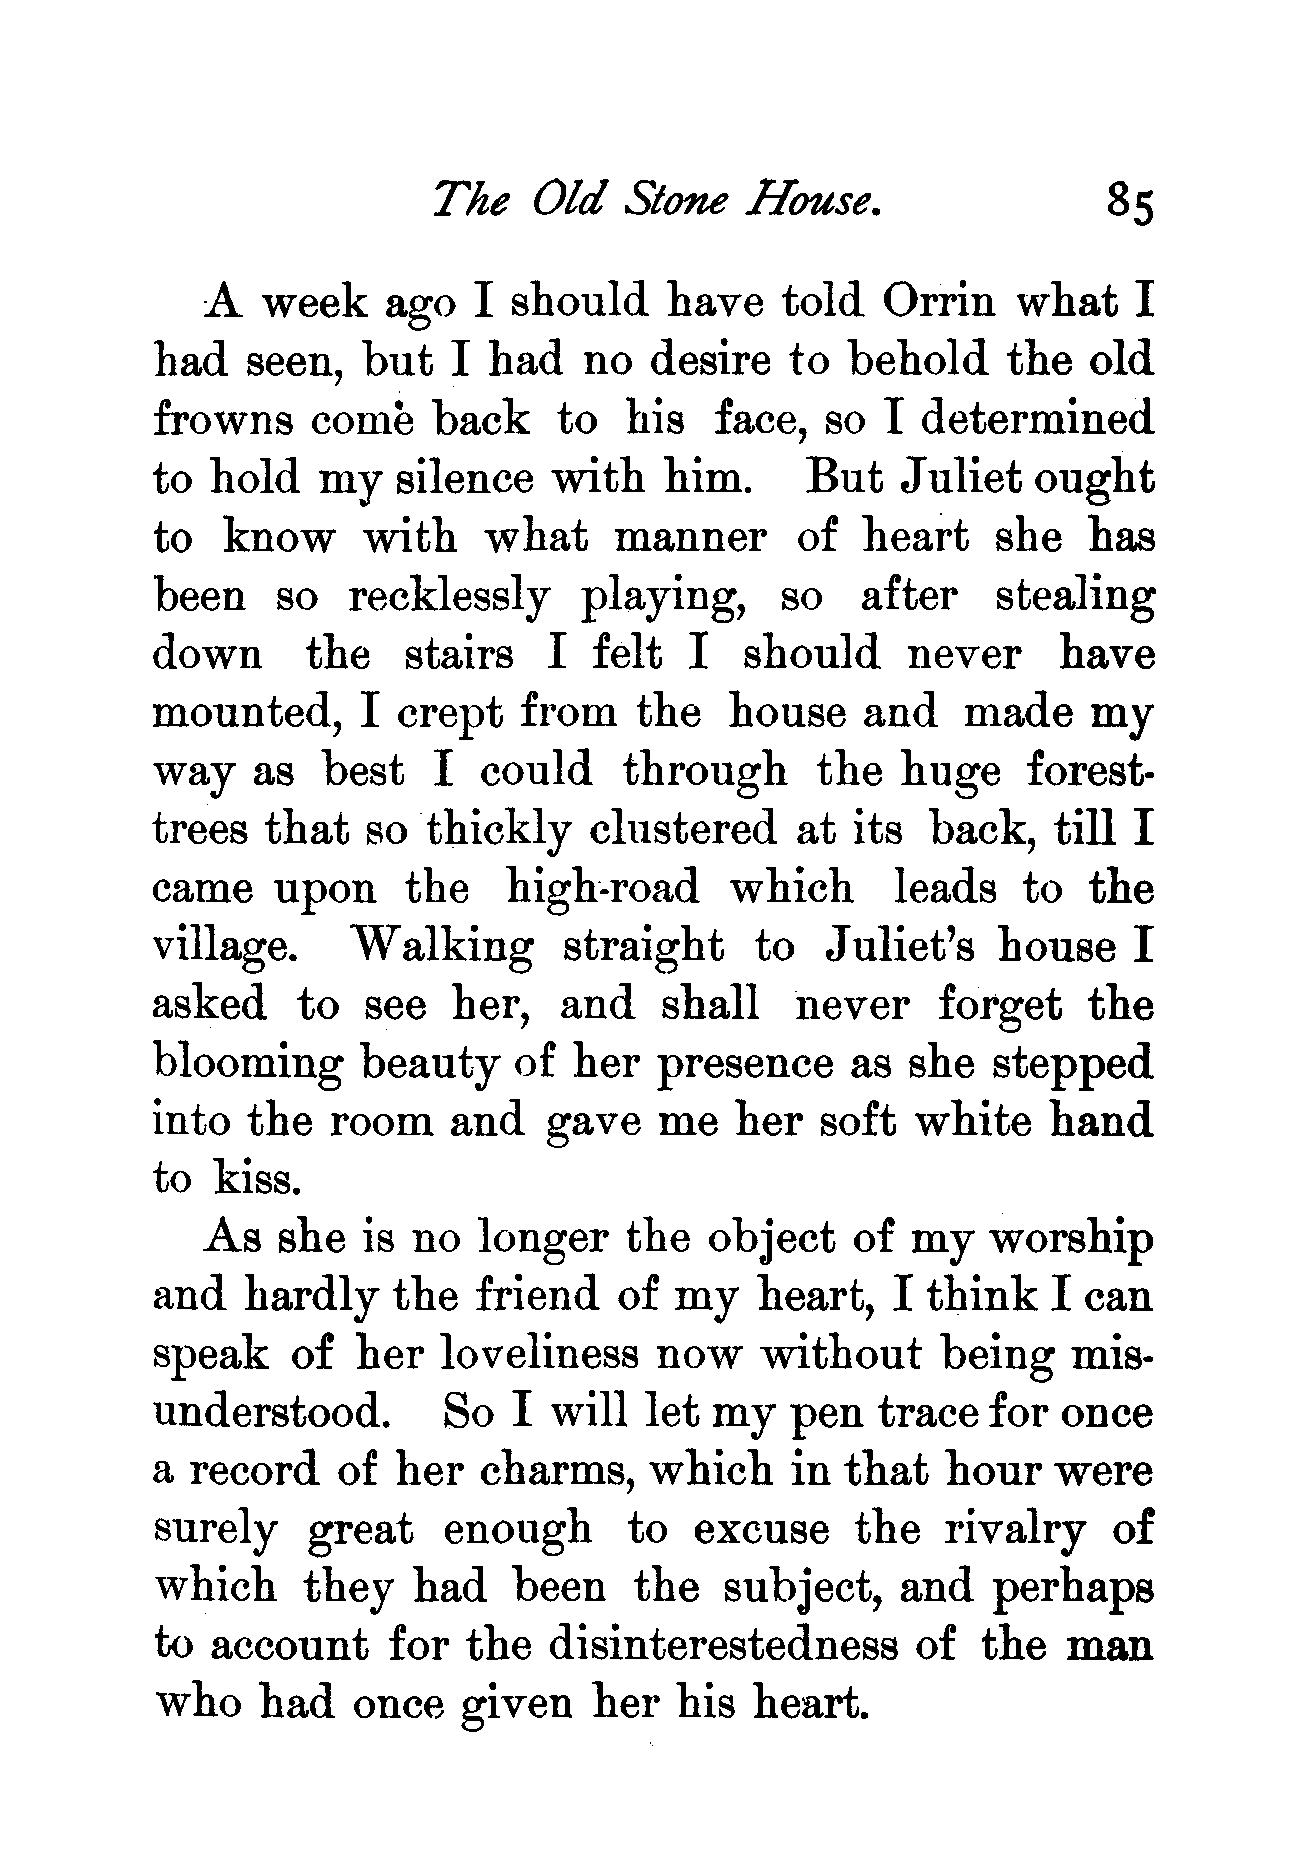 The Old Stone House. 85
A week ago I should have told Orrin what I
had seen, but I had no desire to behold the old
frowns come back to his face, so I determined
to hold my silence with him. But Juliet ought
to know with what manner of heart she has
been so recklessly playing, so after stealing
down the stairs I felt I should never have
mounted, I crept from the house and made my
way as best I could through the huge forest-
trees that so thickly clustered at its back, till I
came upon the high-road which leads to the
village. Walking straight to Juliet's house I
asked to see her, and shall never forget the
blooming beauty of her presence as she stepped
into the room and gave me her soft white hand
to kiss.
As she is no longer the object of my worship
and hardly the friend of my heart, I think I can
speak of her loveliness now without being mis-
understood. So I will let my pen trace for once
a record of her charms, which in that hour were
surely great enough to excuse the rivalry of
which they had been the subject, and perhaps
to account for the disinterestedness of the man
who had once given her his heart.